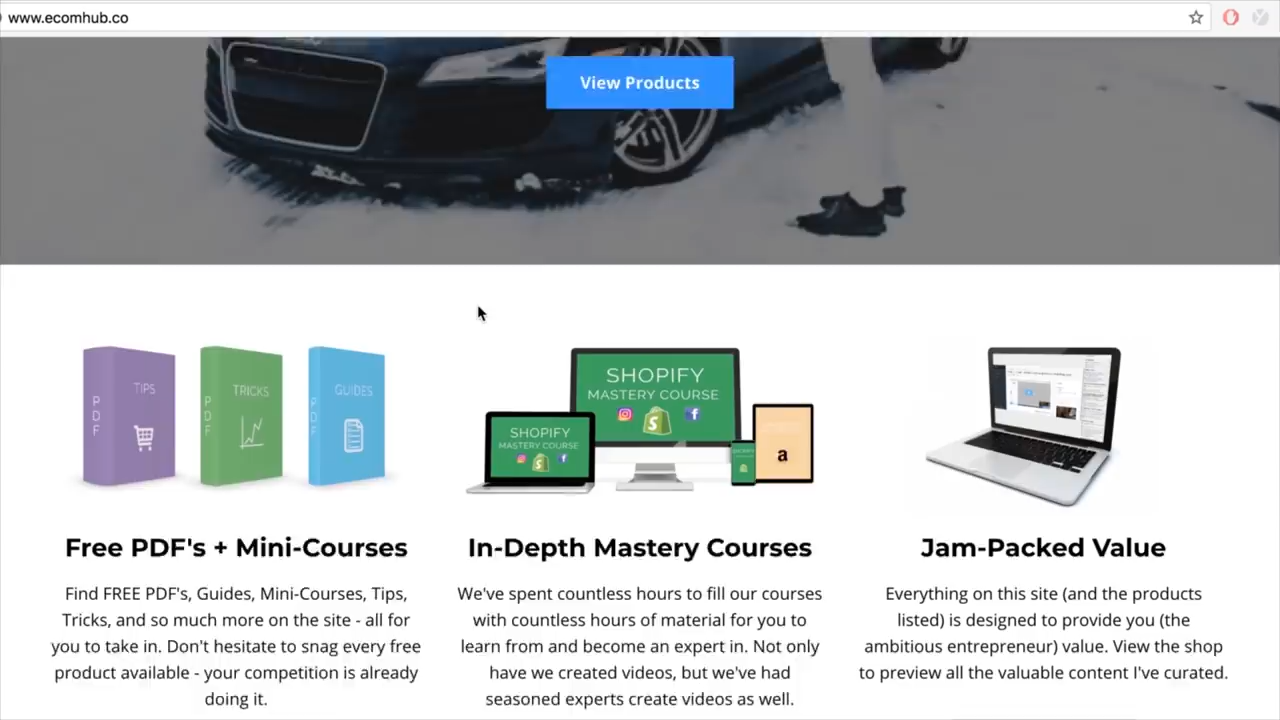 www.ecomhub.co
View Products
TIPS
PDF
TRICKS
PDF
GUIDES
PDF
SHOPIFY
MASTERY COURSE
SHOPIFY
MASTERY COURSE
a
Free PDF's + Mini-Courses
Find FREE PDF's, Guides, Mini-Courses, Tips,
Tricks, and so much more on the site - all for
you to take in. Don't hesitate to snag every free
product available - your competition is already
doing it.
In-Depth Mastery Courses
We've spent countless hours to fill our courses
with countless hours of material for you to
learn from and become an expert in. Not only
have we created videos, but we've had
seasoned experts create videos as well.
Jam-Packed Value
Everything on this site (and the products
listed) is designed to provide you (the
ambitious entrepreneur) value. View the shop
to preview all the valuable content I've curated.